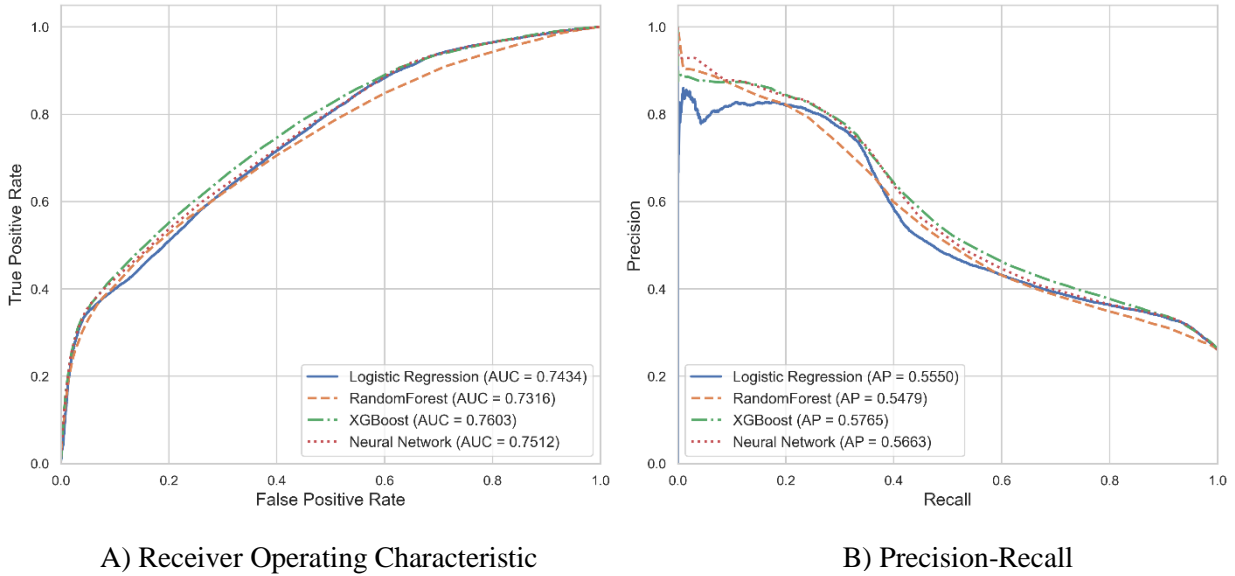 1.0
0.8
0.6
0.4
0.2
0.0
True Positive Rate
0.0 0.2 0.4 0.6 0.8 1.0
False Positive Rate
Logistic Regression (AUC = 0.7434)
RandomForest (AUC = 0.7316)
XGBoost (AUC = 0.7603)
Neural Network (AUC = 0.7512)
A) Receiver Operating Characteristic
1.0
0.8
0.6
0.4
0.2
0.0
Precision
0.0 0.2 0.4 0.6 0.8 1.0
Recall
Logistic Regression (AP = 0.5550)
RandomForest (AP = 0.5479)
XGBoost (AP = 0.5765)
Neural Network (AP = 0.5663)
B) Precision-Recall